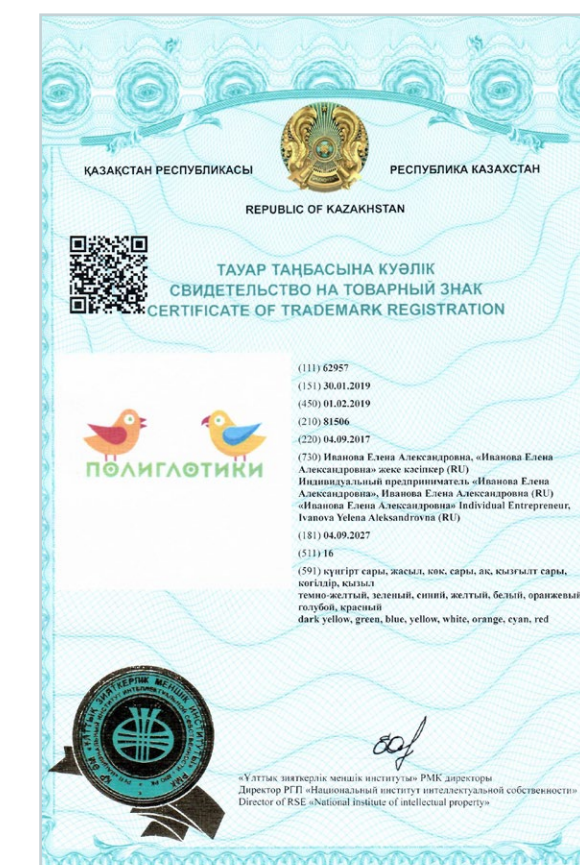 ҚАЗАҚСТАН РЕСПУБЛИКАСЫ
РЕСПУБЛИКА КАЗАХСТАН
REPUBLIC OF KAZAKHSTAN
ТАУАР ТАҢБАСЫНА КУӘЛІК
СВИДЕТЕЛЬСТВО НА ТОВАРНЫЙ ЗНАК
CERTIFICATE OF TRADEMARK REGISTRATION
ПОЛИГЛОТИКИ
(111) 62957
(151) 30.01.2019
(450) 01.02.2019
(210) 81506
(220) 04.09.2017
(730) Иванова Елена Александровна, «Иванова Елена
Александровна» жеке кәсіпкер (RU)
Индивидуальный предприниматель «Иванова Елена
Александровна», Иванова Елена Александровна (RU)
«Иванова Елена Александровна» Individual Entrepreneur,
Ivanova Yelena Aleksandrovna (RU)
(181) 04.09.2027
(511) 16
(591) күңгірт сары, жасыл, көк, сары, ақ, қызғылт сары,
көгілдір, қызыл
темно-желтый, зеленый, синий, желтый, белый, оранжевый
голубой, красный
dark yellow, green, blue, yellow, white, orange, cyan, red
«Ұлттық зияткерлік меншік институты» РМК директоры
Директор РГП «Национальный институт интеллектуальной собственности»
Director of RSE «National institute of intellectual property»